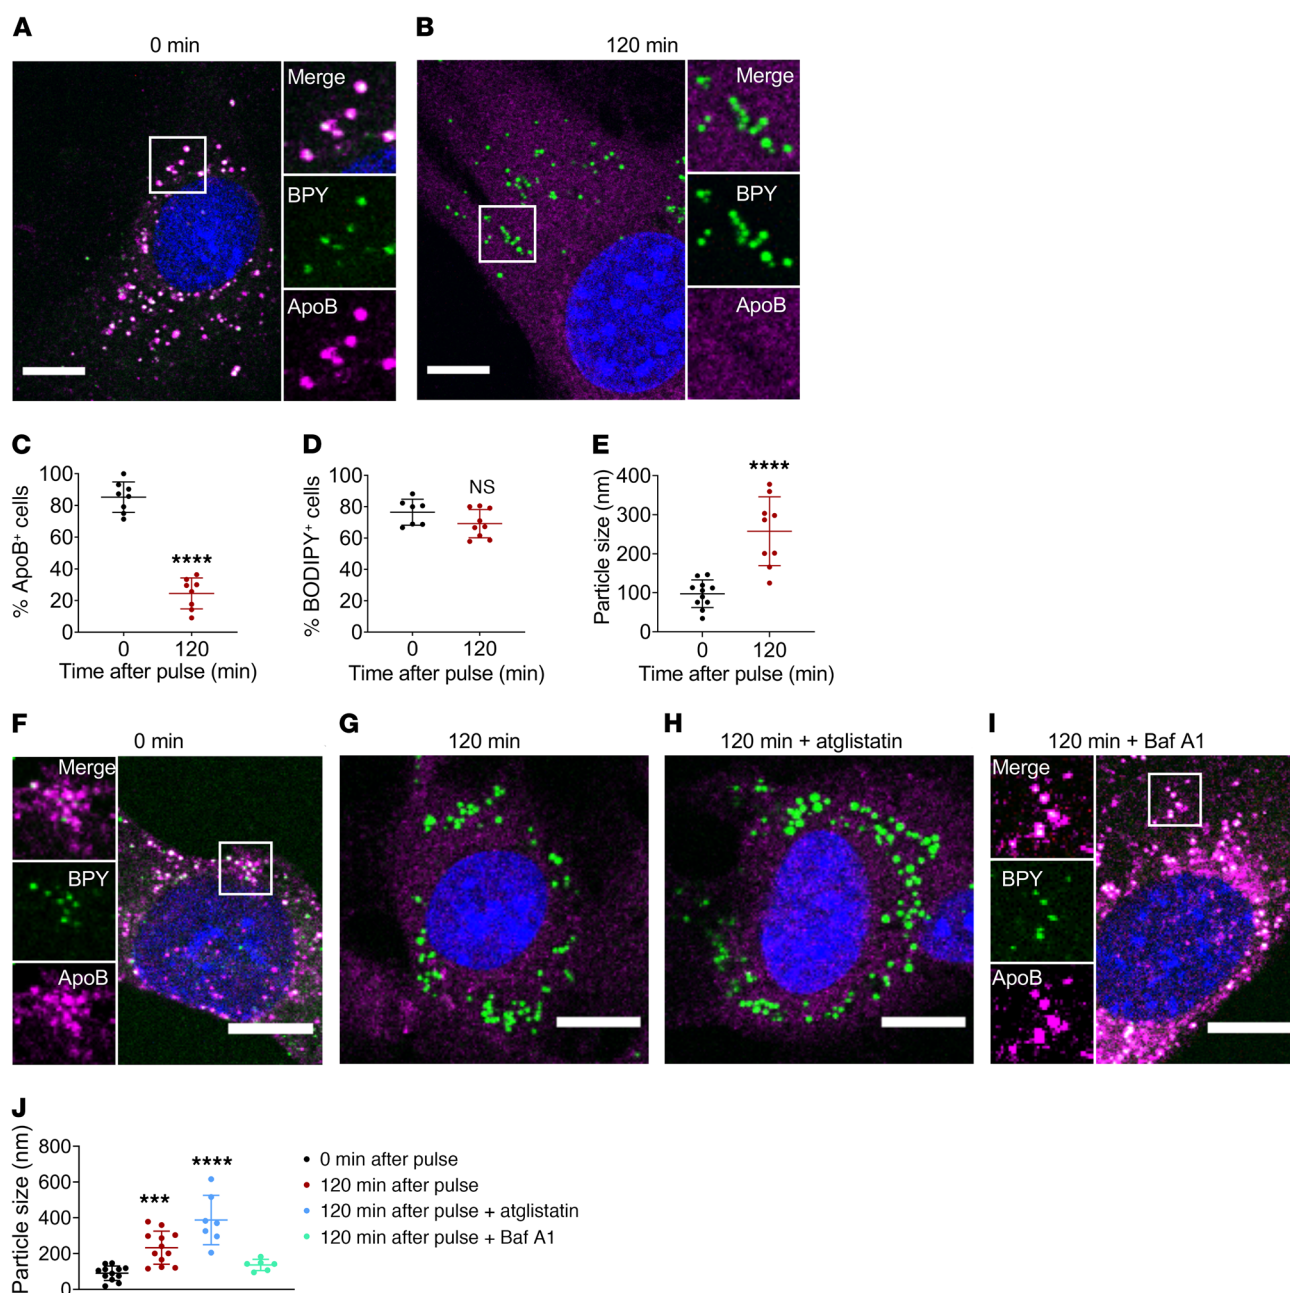 A
0 min
Merge
BPY
ApoB
B
120 min
Merge
BPY
ApoB
C
% ApoB⁺ cells
100
80
60
40
20
0
****
0 120
Time after pulse (min)
D
% BODIPY⁺ cells
100
80
60
40
20
0
NS
0 120
Time after pulse (min)
E
Particle size (nm)
400
300
200
100
0
****
0 120
Time after pulse (min)
F
0 min
Merge
BPY
ApoB
G
120 min
H
120 min + atglistatin
I
120 min + Baf A1
Merge
BPY
ApoB
J
Particle size (nm)
800
600
400
200
0
***
****
0 min after pulse
120 min after pulse
120 min after pulse + atglistatin
120 min after pulse + Baf A1